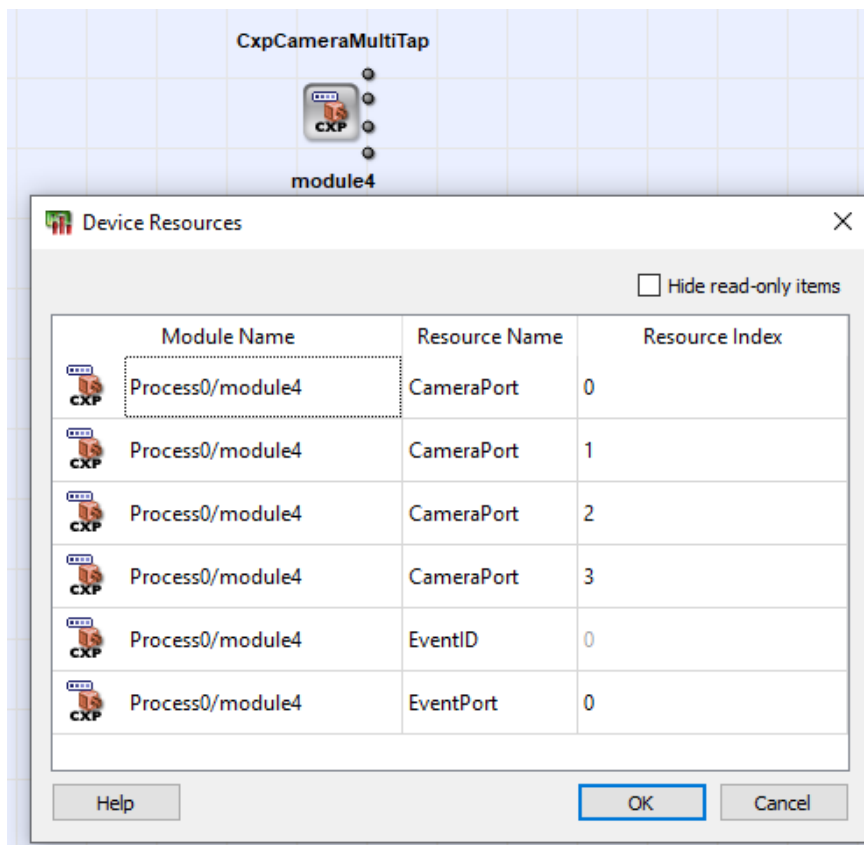 CxpCameraMultiTap
CXP
module4
Device Resources
Hide read-only items
Module Name Resource Name Resource Index
CXP Process0/module4 CameraPort 0
CXP Process0/module4 CameraPort 1
CXP Process0/module4 CameraPort 2
CXP Process0/module4 CameraPort 3
CXP Process0/module4 EventID 0
CXP Process0/module4 EventPort 0
Help OK Cancel